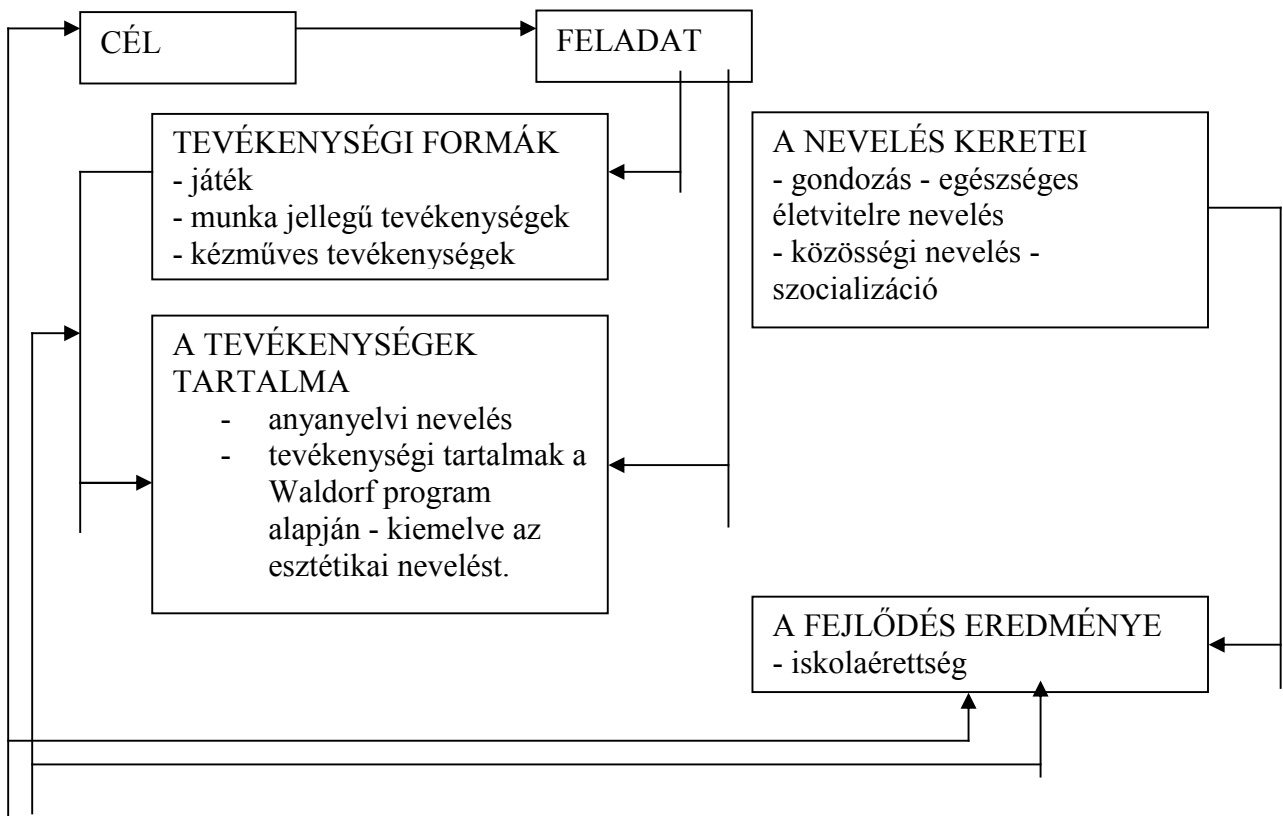 CÉL
FELADAT
TEVÉKENYSÉGI FORMÁK
- játék
- munka jellegű tevékenységek
- kézműves tevékenységek
A NEVELÉS KERETEI
- gondozás - egészséges
életvitelre nevelés
- közösségi nevelés -
szocializáció
A TEVÉKENYSÉGEK
TARTALMA
- anyanyelvi nevelés
- tevékenységi tartalmak a
Waldorf program
alapján - kiemelve az
esztétikai nevelést.
A FEJLŐDÉS EREDMÉNYE
- iskolaérettség